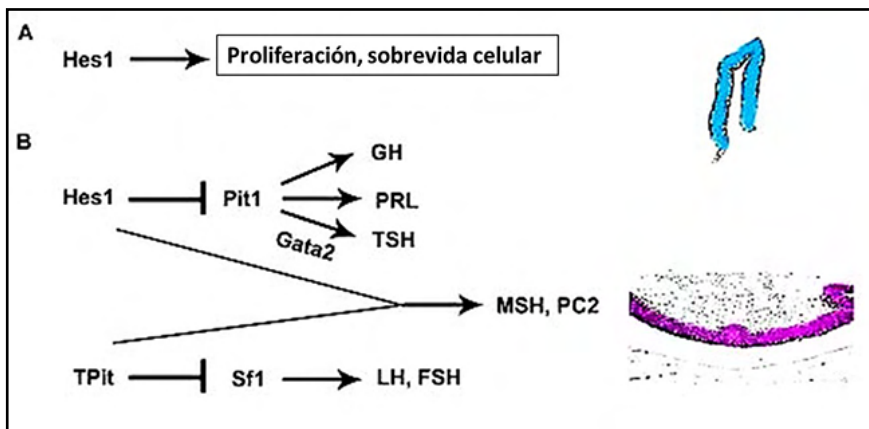 A
Hes1
Proliferación, sobrevida celular
B
GH
Hes1
Pit1
PRL
Gata2
TSH
MSH, PC2
TPit
Sf1
LH, FSH